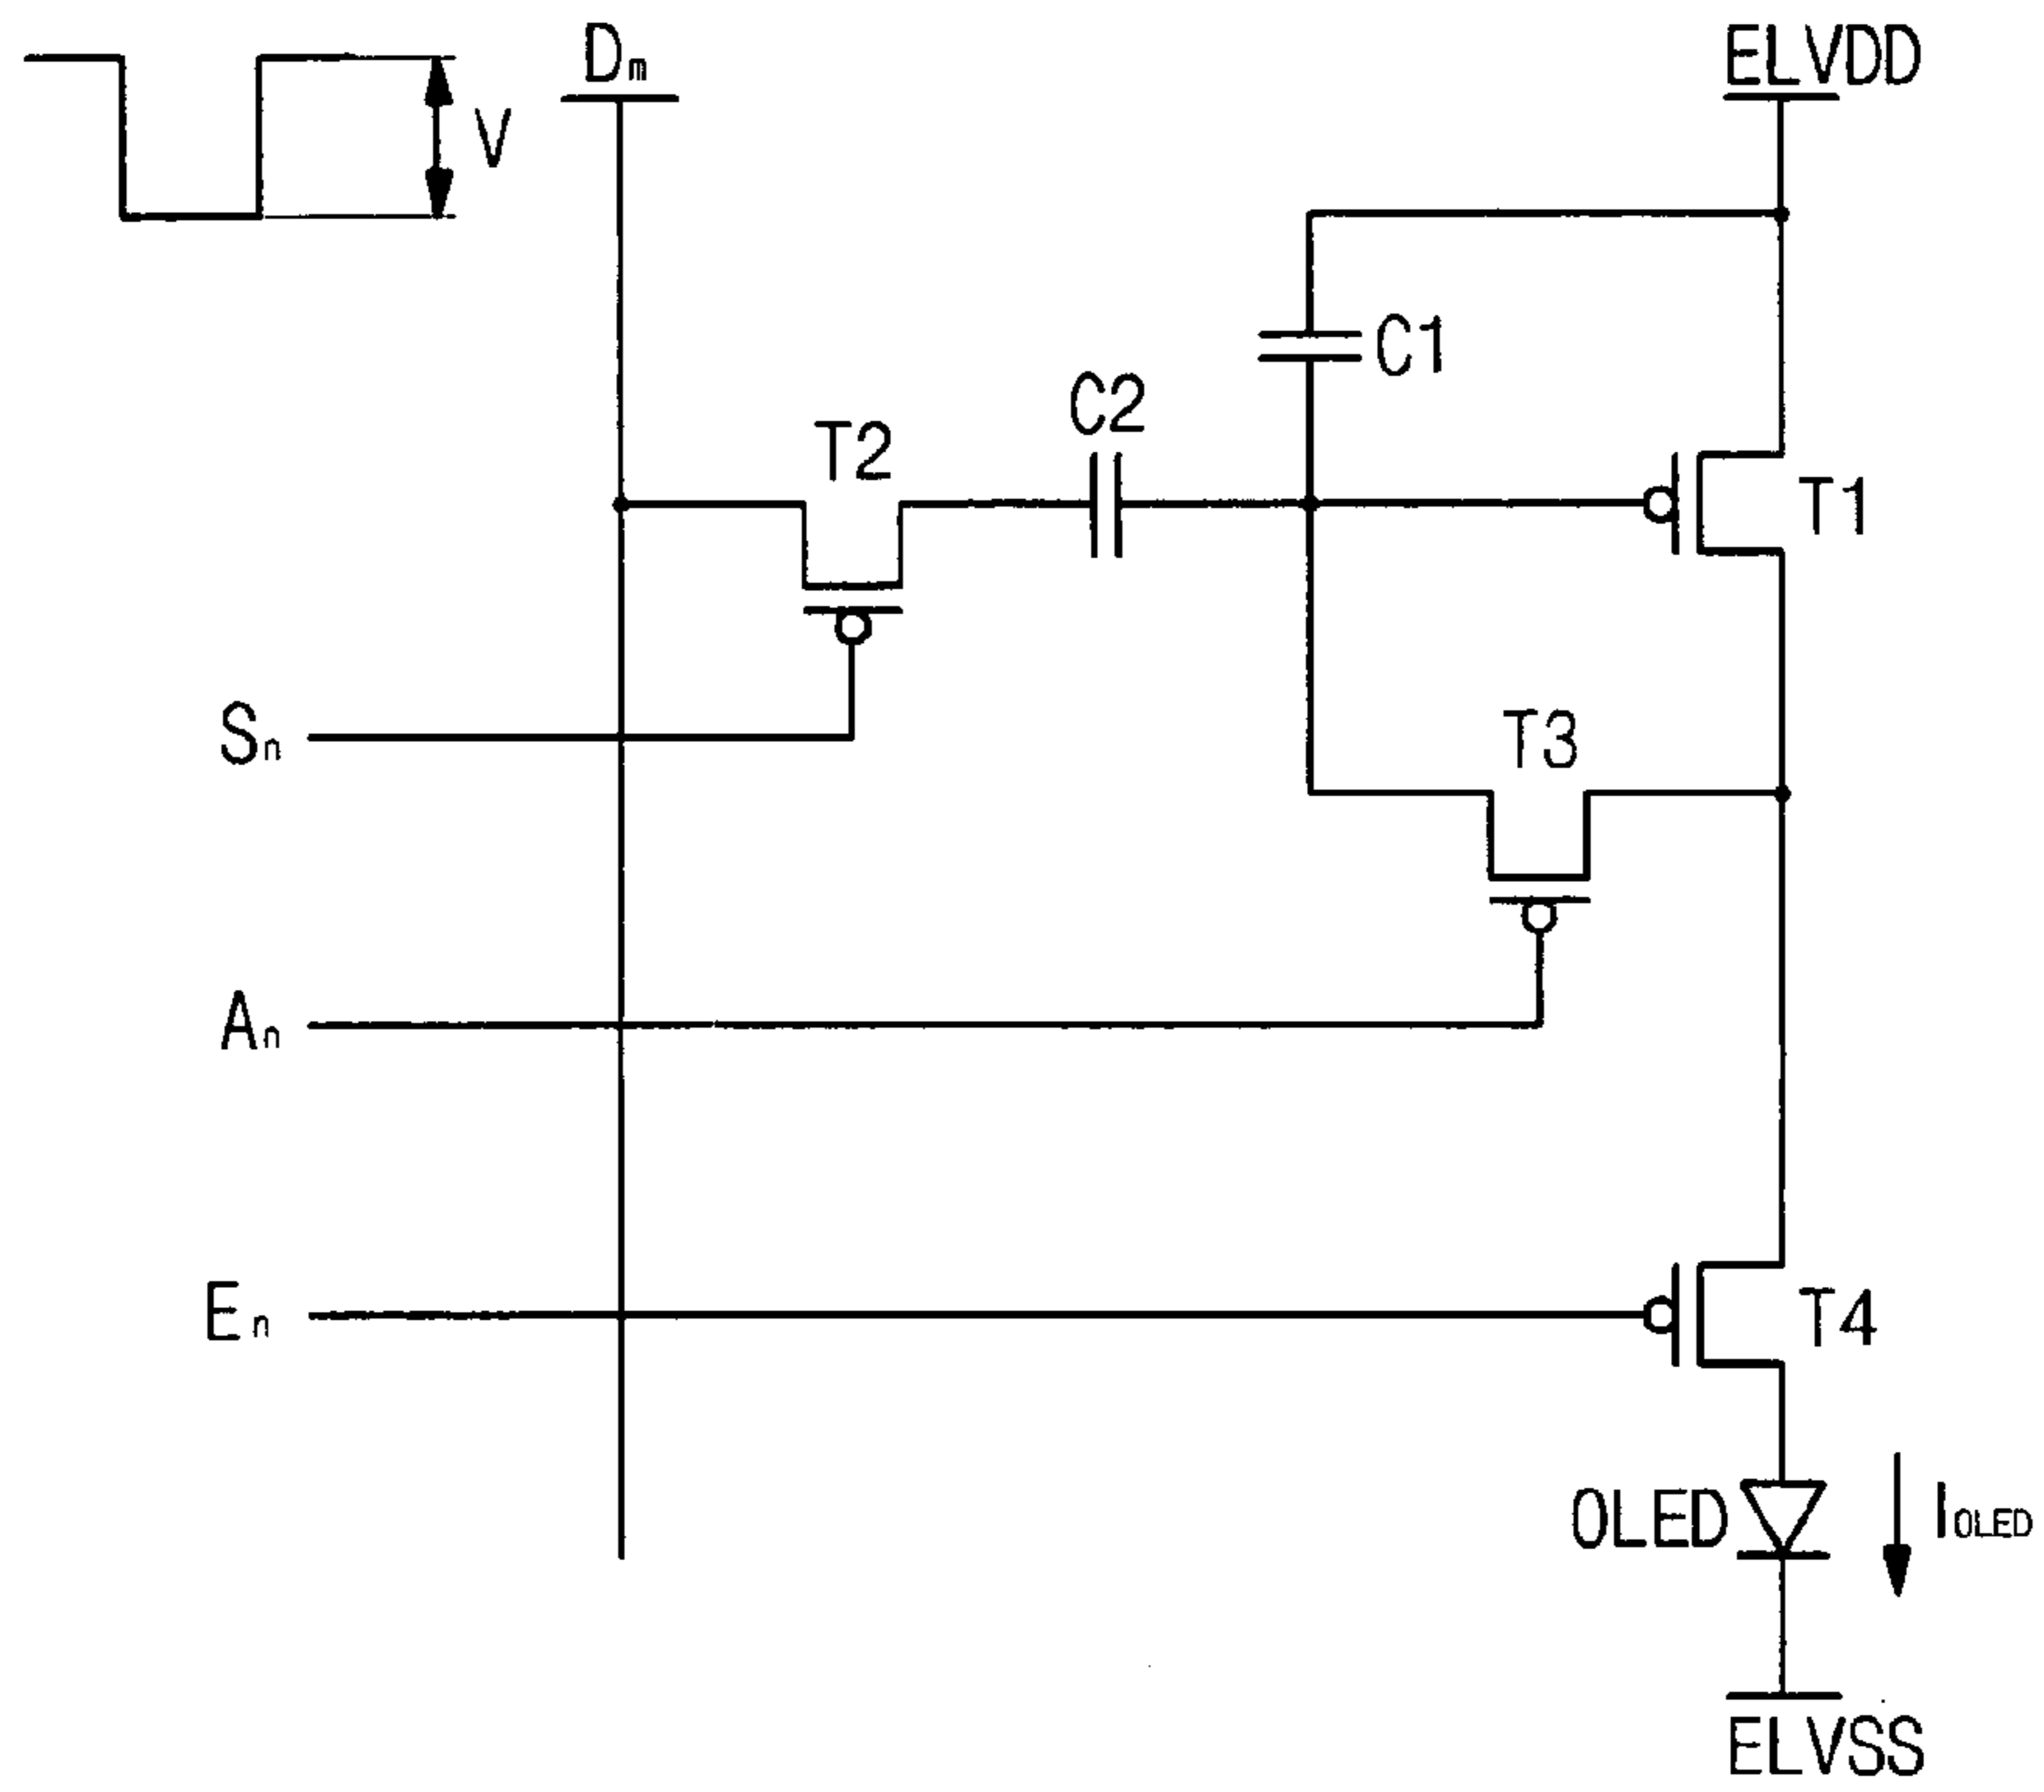 Dm
ELVDD
V
C1
C2
T2
T1
Sn
T3
An
En
T4
OLED
IOLED
ELVSS